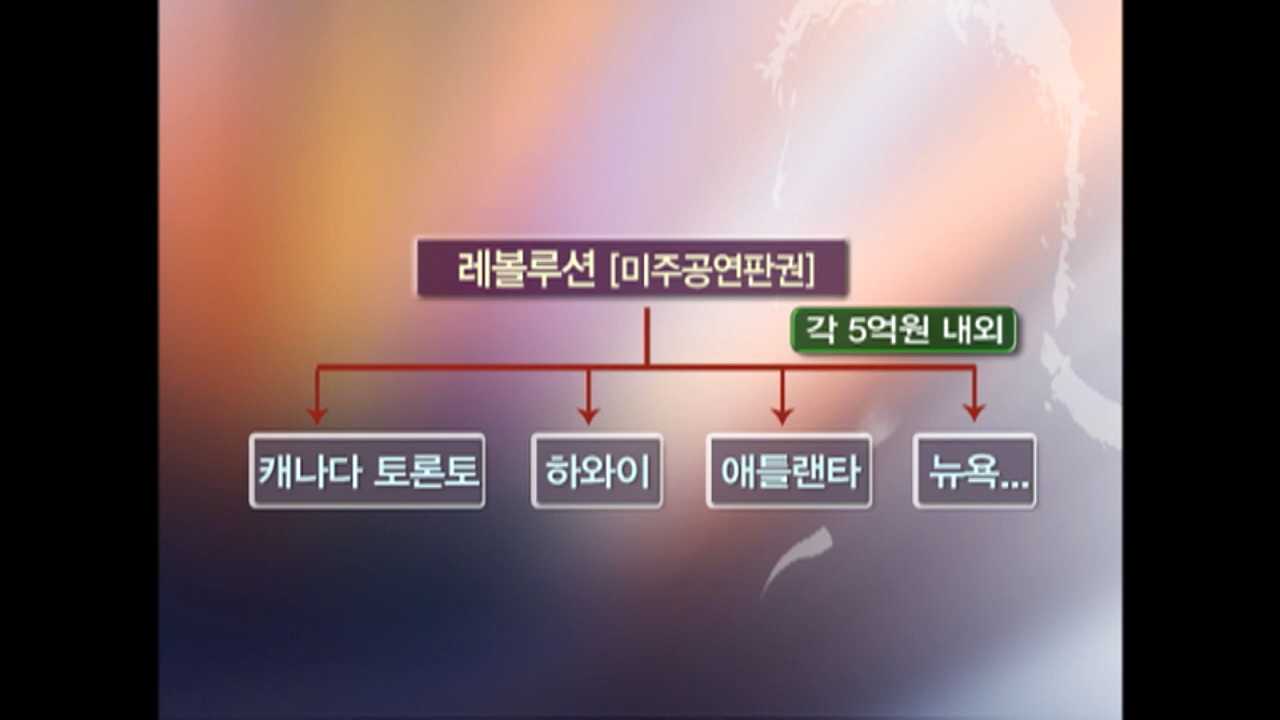 레볼루션 [미주공연판권]
각 5억원 내외
캐나다 토론토
하와이
애틀랜타
뉴욕...